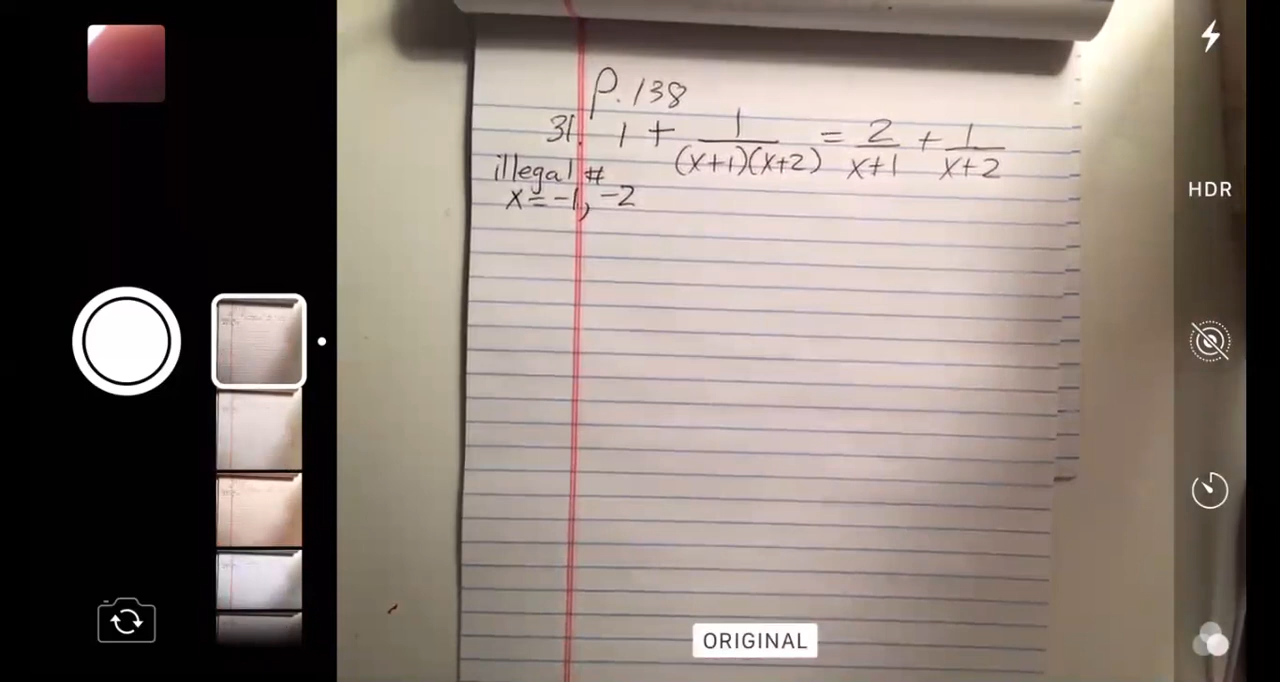 HDR
P. 138
31. 1 + 1/((x+1)(x+2)) = 2/(x+1) + 1/(x+2)
illegal #
x = -1, -2
ORIGINAL